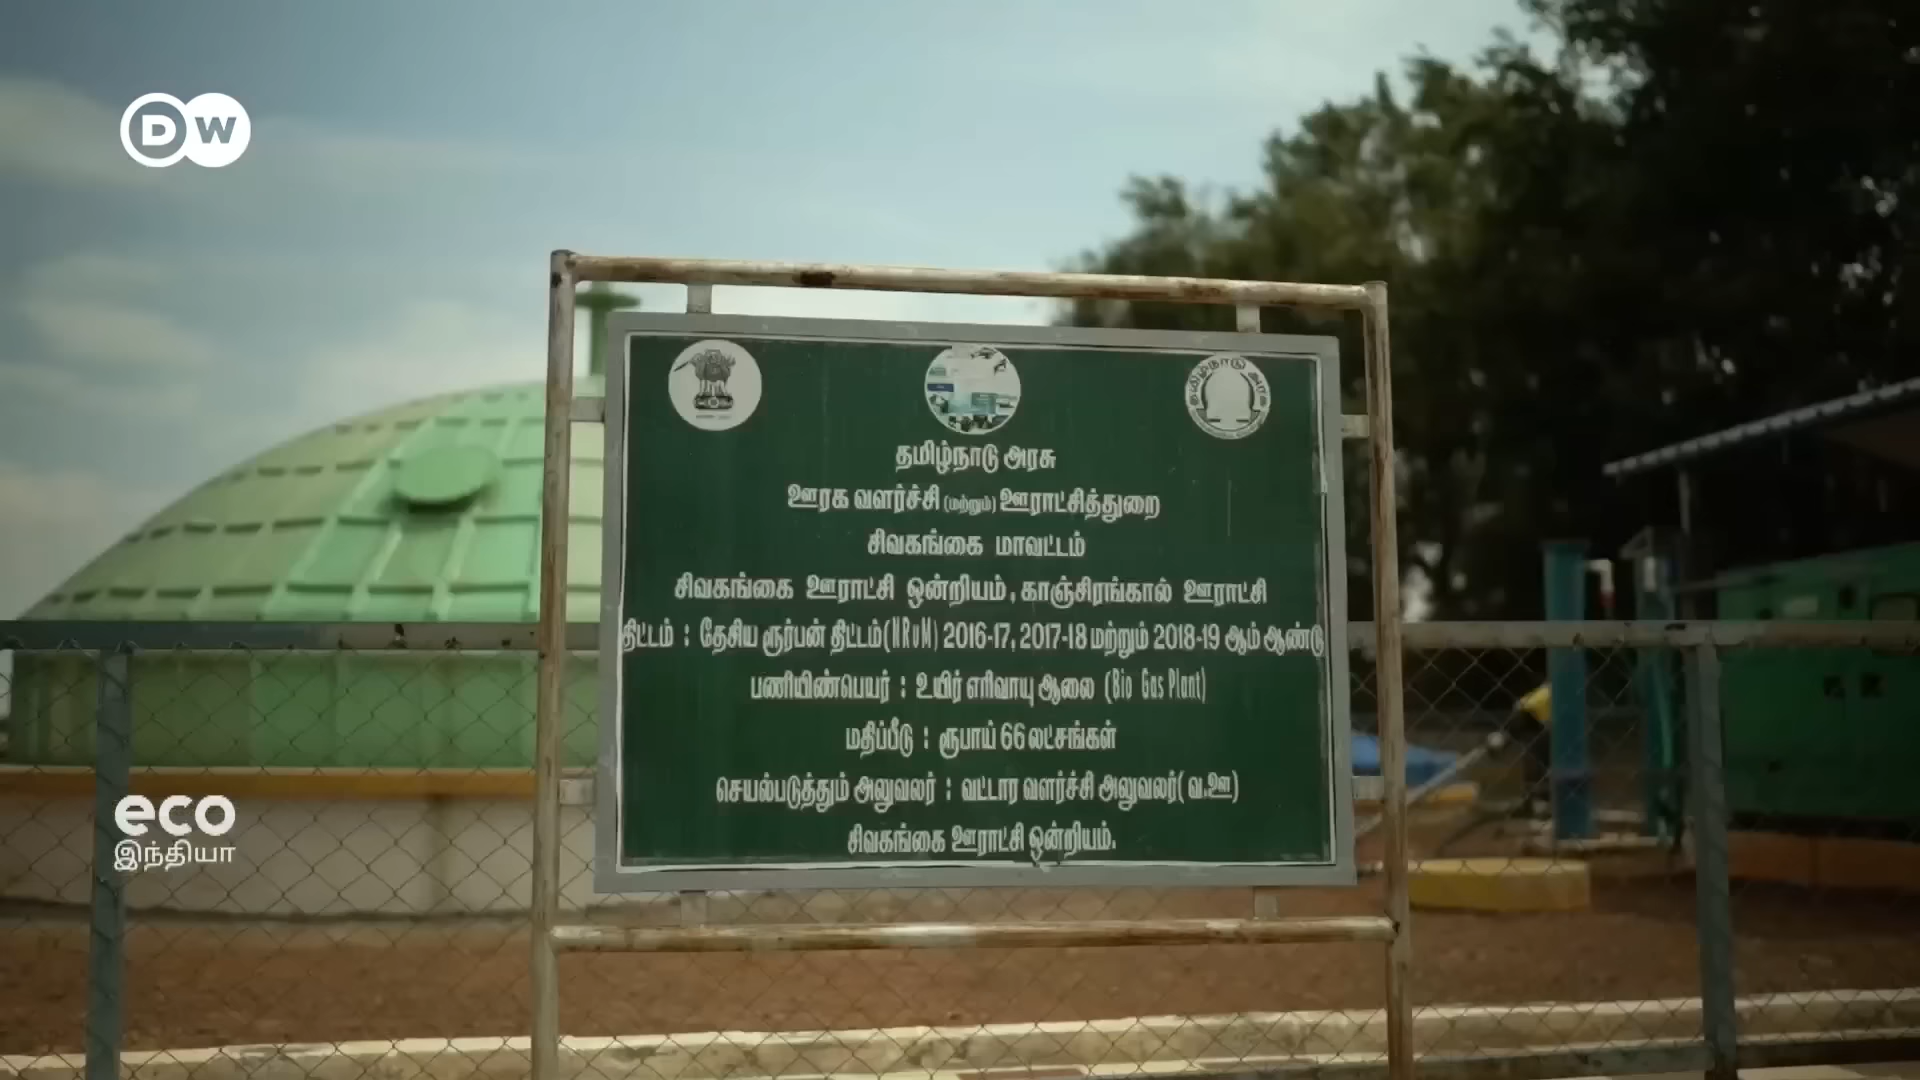 DW
தமிழ்நாடு அரசு
தமிழ்நாடு அரசு
ஊரக வளர்ச்சி (மற்றும்) ஊராட்சித்துறை
சிவகங்கை மாவட்டம்
சிவகங்கை ஊராட்சி ஒன்றியம், காஞ்சிரங்கால் ஊராட்சி
திட்டம் : தேசிய ரூர்பன் திட்டம்(NRuM) 2016-17, 2017-18 மற்றும் 2018-19 ஆம் ஆண்டு
பணியிண்பெயர் : உயிர் எரிவாயு ஆலை (Bio Gas Plant)
மதிப்பீடு : ரூபாய் 66 லட்சங்கள்
செயல்படுத்தும் அலுவலர் : வட்டார வளர்ச்சி அலுவலர்( வ.ஊ)
சிவகங்கை ஊராட்சி ஒன்றியம்.
eco
இந்தியா